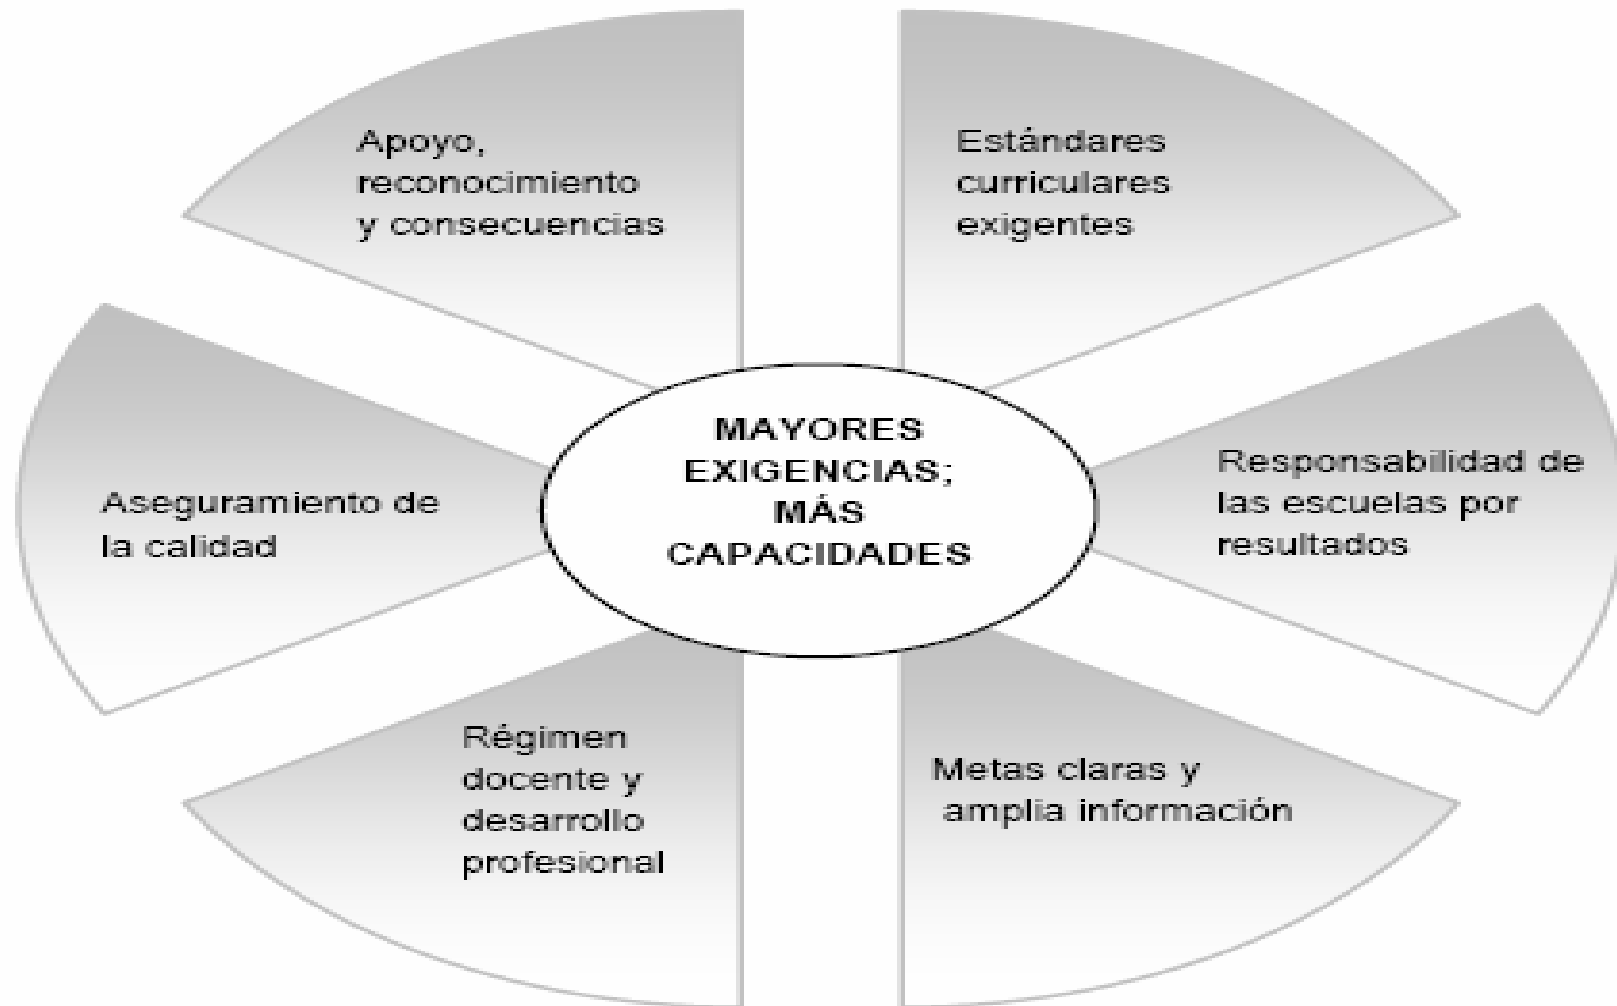 Apoyo,
reconocimiento
y consecuencias
Estándares
curriculares
exigentes
MAYORES
EXIGENCIAS;
MÁS
CAPACIDADES
Responsabilidad de
las escuelas por
resultados
Aseguramiento de
la calidad
Régimen
docente y
desarrollo
profesional
Metas claras y
amplia información